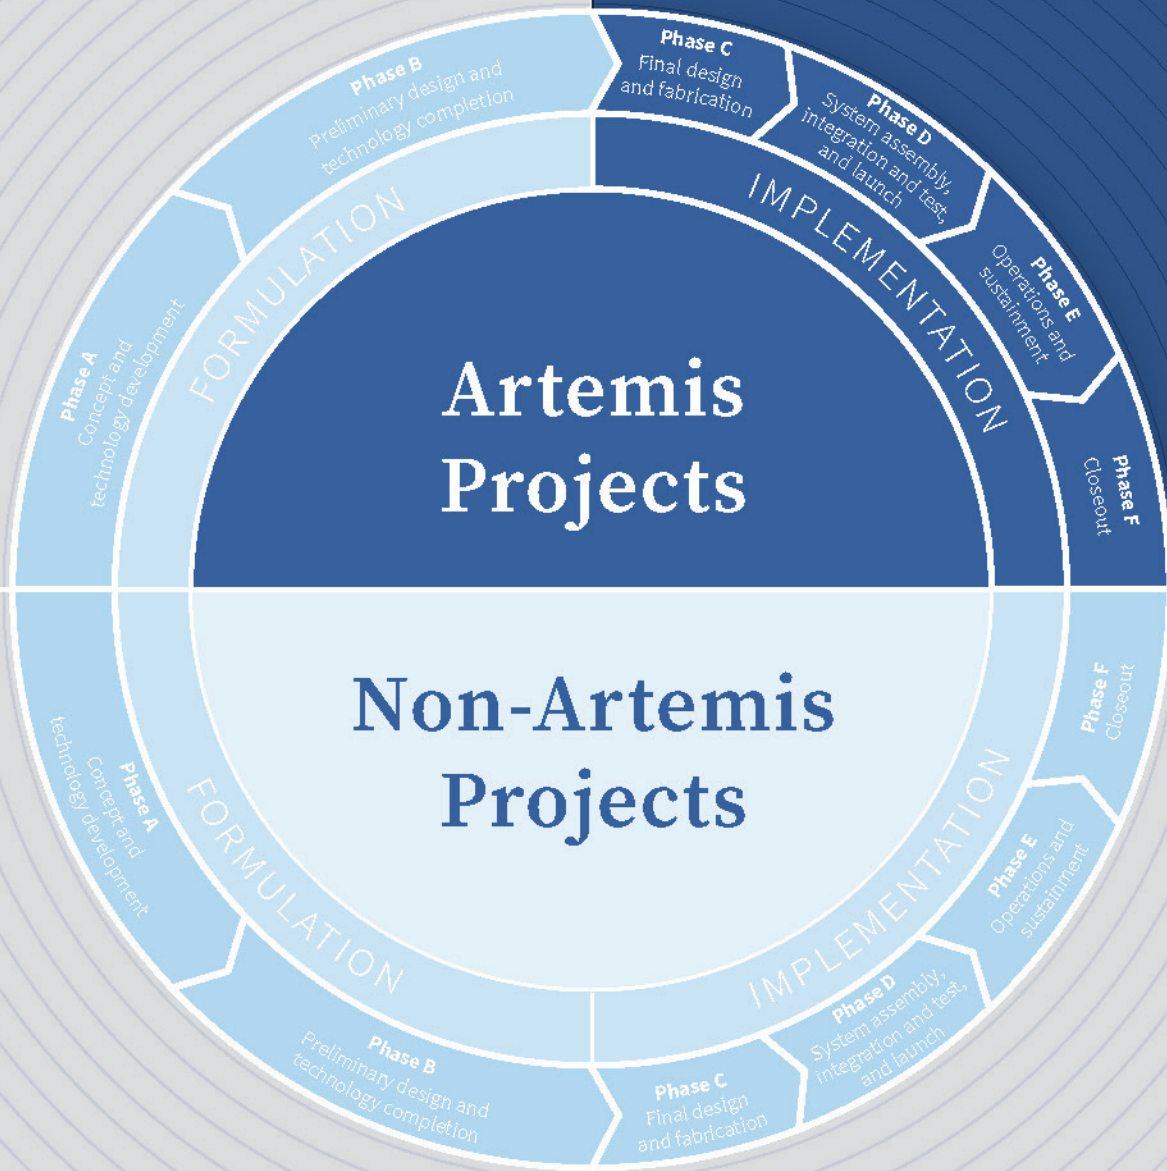 Phase A
Concept and
technology development
Phase B
Preliminary design and
technology completion
Phase C
Final design
and fabrication
Phase D
System assembly,
integration and test,
and launch
Phase E
Operations and
sustainment
Phase F
Closeout
FORMULATION
IMPLEMENTATION
Artemis
Projects
Non-Artemis
Projects
FORMULATION
IMPLEMENTATION
Phase A
Concept and
technology development
Phase B
Preliminary design and
technology completion
Phase C
Final design
and fabrication
Phase D
System assembly,
integration and test,
and launch
Phase E
Operations and
sustainment
Phase F
Closeout